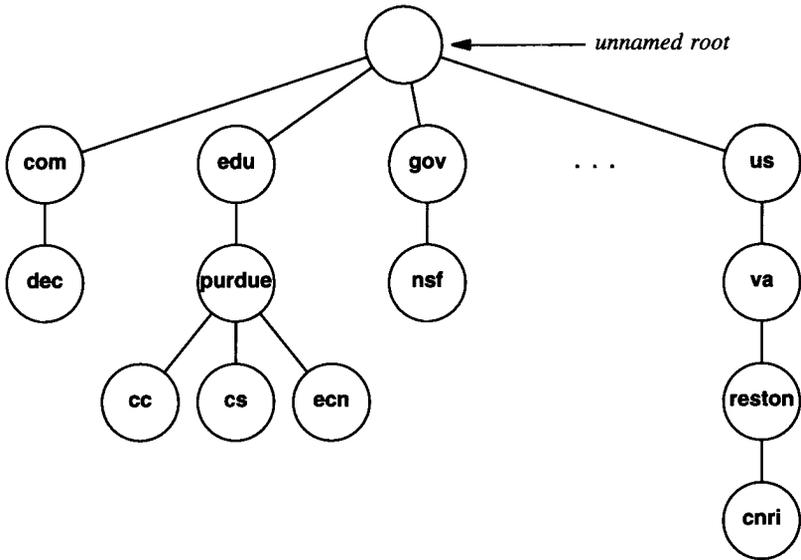 unnamed root
com edu gov . . . us
dec purdue nsf va
cc cs ecn reston
cnri